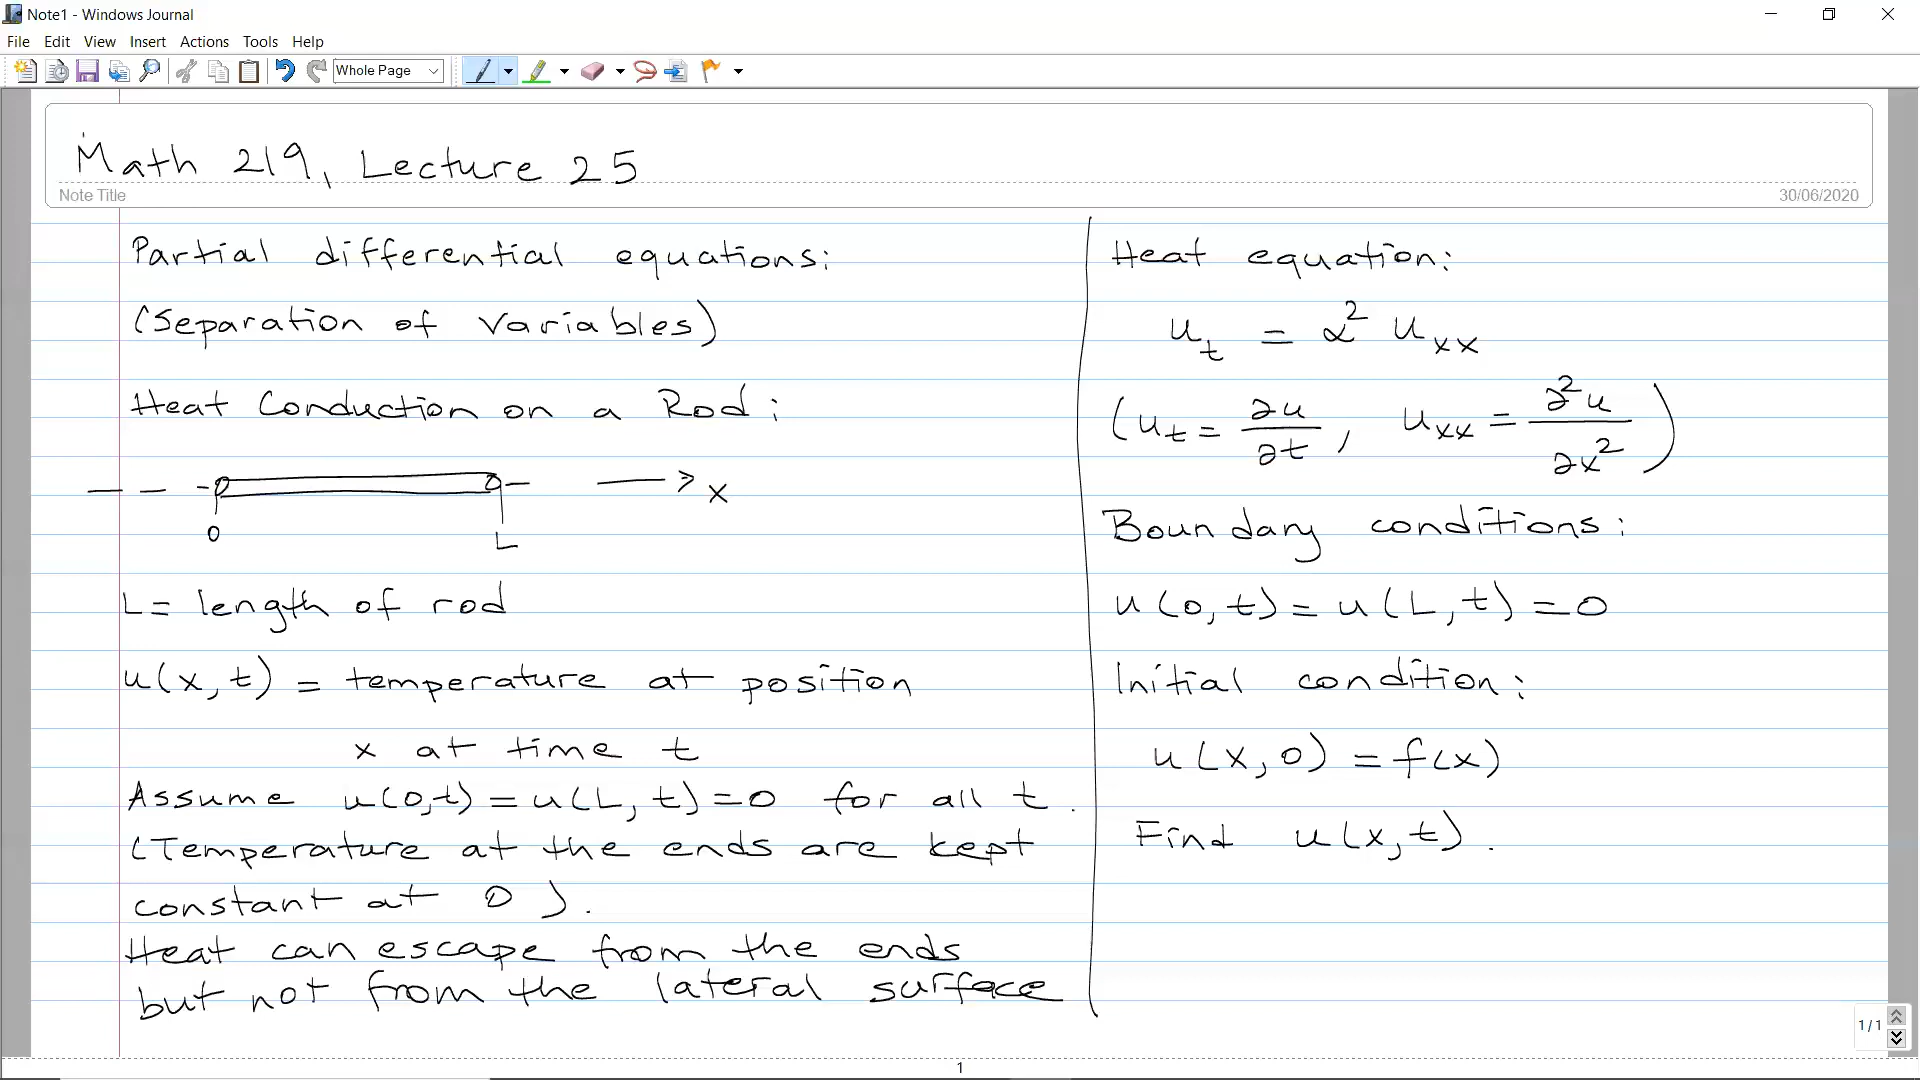 Note1 - Windows Journal
File Edit View Insert Actions Tools Help
Whole Page
Math 219, Lecture 25
Note Title
30/06/2020
Partial differential equations:
(Separation of variables)
Heat Conduction on a Rod:
x
0
L
L = length of rod
u(x,t) = temperature at position
x at time t
Assume u(0,t) = u(L,t) = 0 for all t.
(Temperature at the ends are kept
constant at 0).
Heat can escape from the ends
but not from the lateral surface
Heat equation:
u_t = α² u_xx
(u_t = ∂u/∂t, u_xx = ∂²u/∂x²)
Boundary conditions:
u(0,t) = u(L,t) = 0
Initial condition:
u(x,0) = f(x)
Find u(x,t).
1/1
1